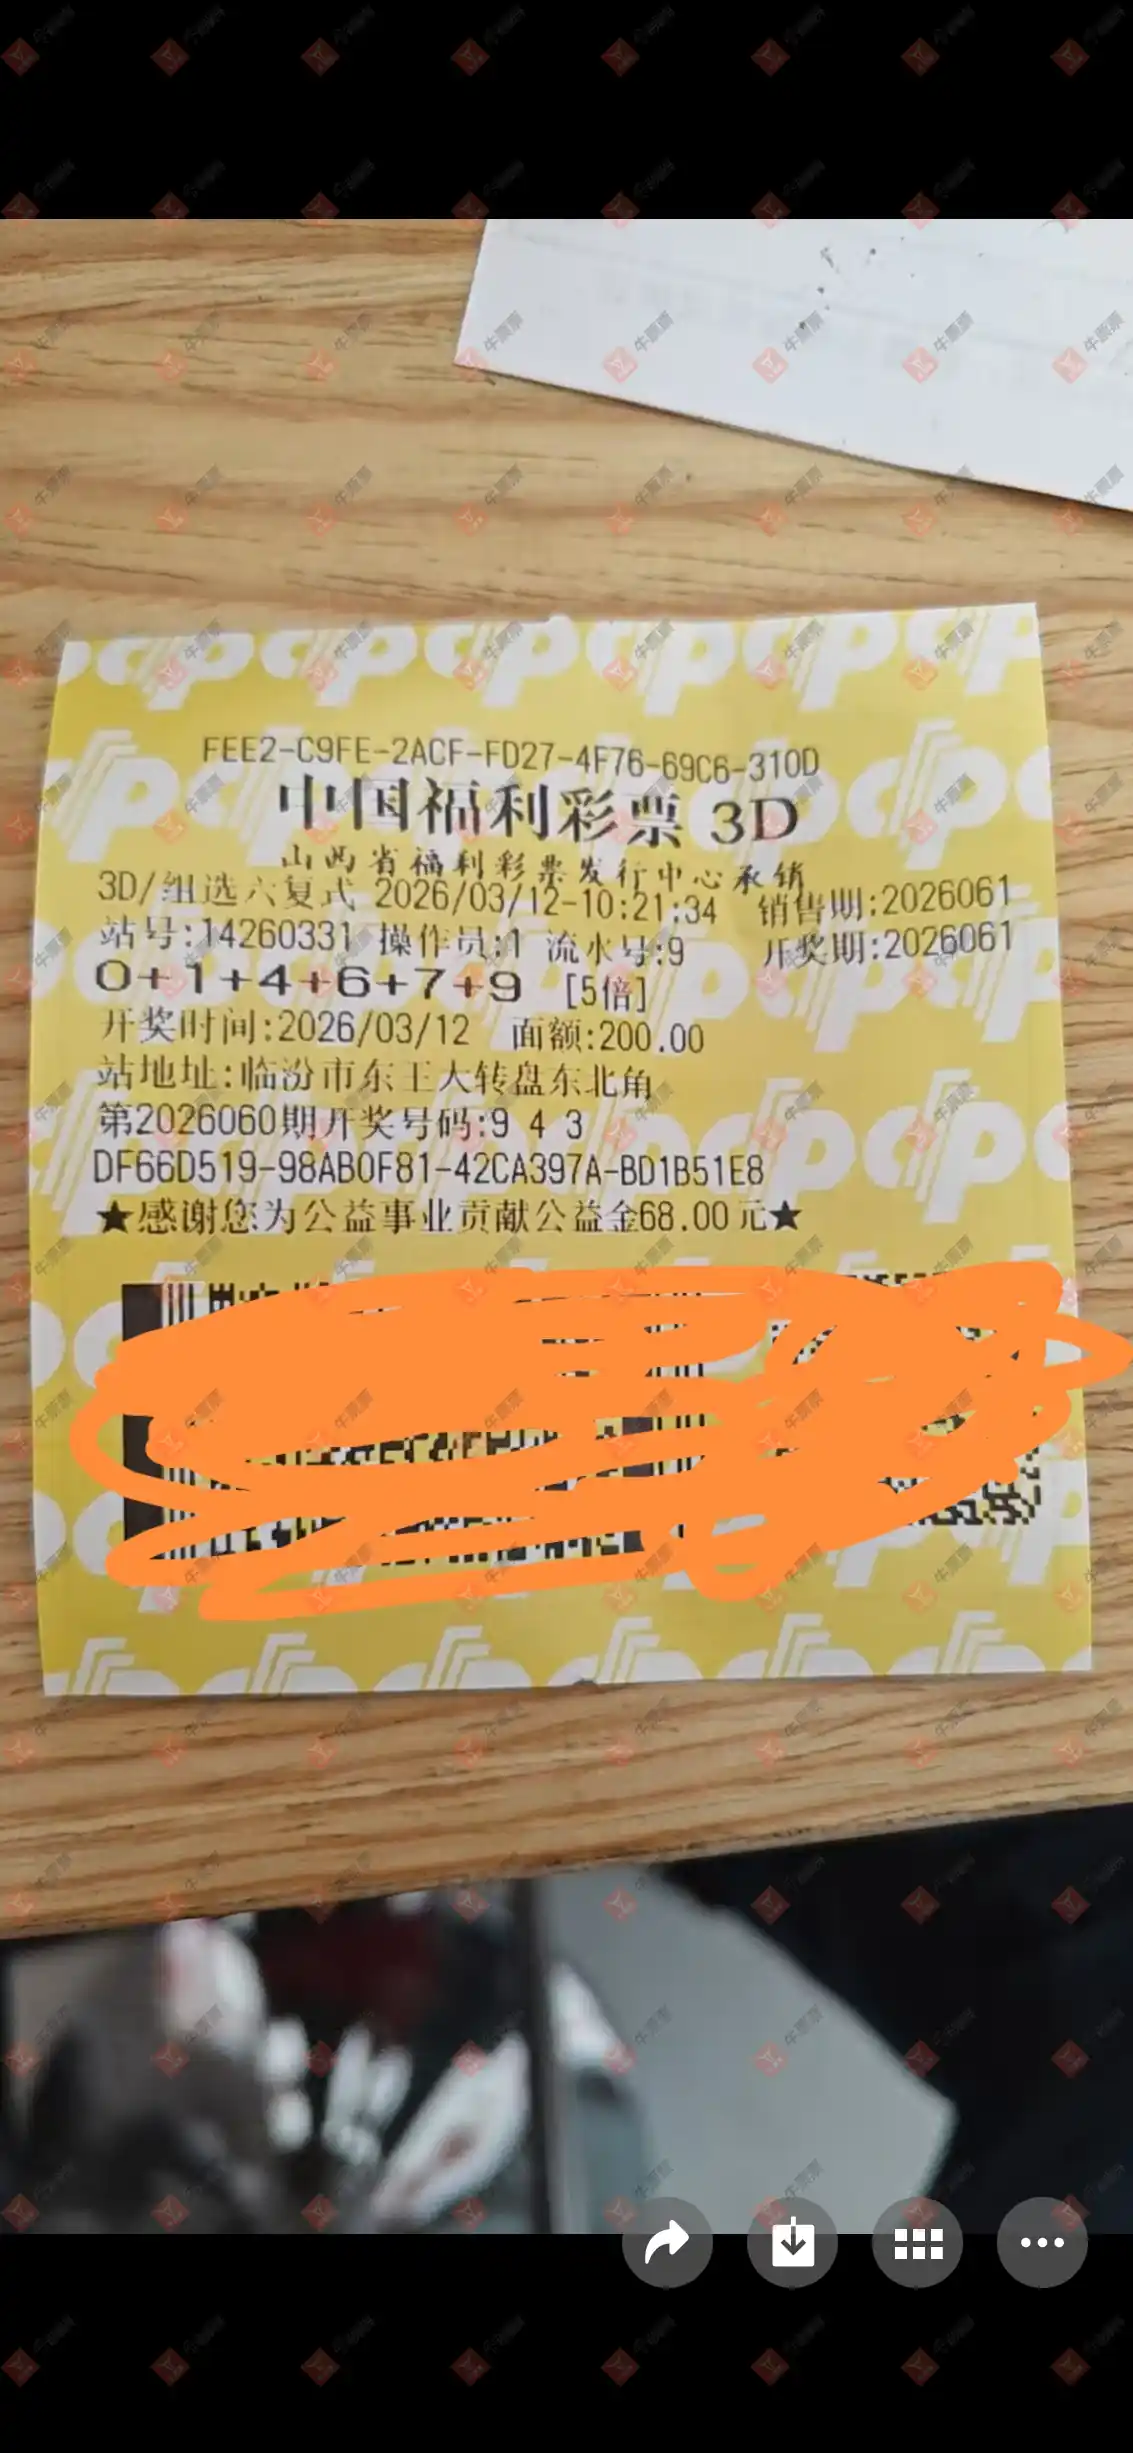 FEE2-C9FE-2ACF-FD27-4F76-69C6-310D
中国福利彩票 3D
山西省福利彩票发行中心承销
3D/组选六复式 2026/03/12-10:21:34 销售期:2026061
站号:14260331 操作员:1 流水号:9 开奖期:2026061
0+1+4+6+7+9 [5倍]
开奖时间:2026/03/12 面额:200.00
站地址:临汾市东王大转盘东北角
第2026060期开奖号码:9 4 3
DF66D519-98AB0F81-42CA397A-BD1B51E8
★感谢您为公益事业贡献公益金68.00元★
牛票票